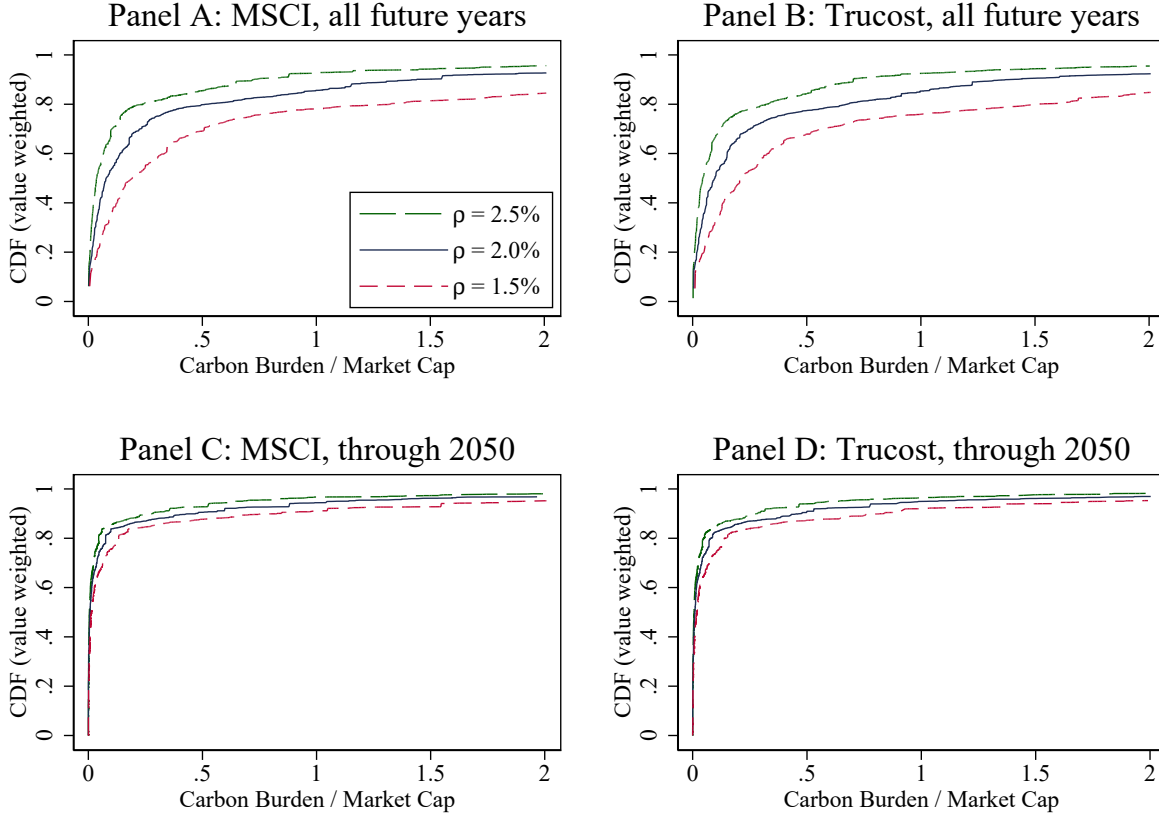 Panel A: MSCI, all future years
CDF (value weighted)
0 .2 .4 .6 .8 1
ρ = 2.5%
ρ = 2.0%
ρ = 1.5%
0 .5 1 1.5 2
Carbon Burden / Market Cap
Panel B: Trucost, all future years
CDF (value weighted)
0 .2 .4 .6 .8 1
0 .5 1 1.5 2
Carbon Burden / Market Cap
Panel C: MSCI, through 2050
CDF (value weighted)
0 .2 .4 .6 .8 1
0 .5 1 1.5 2
Carbon Burden / Market Cap
Panel D: Trucost, through 2050
CDF (value weighted)
0 .2 .4 .6 .8 1
0 .5 1 1.5 2
Carbon Burden / Market Cap